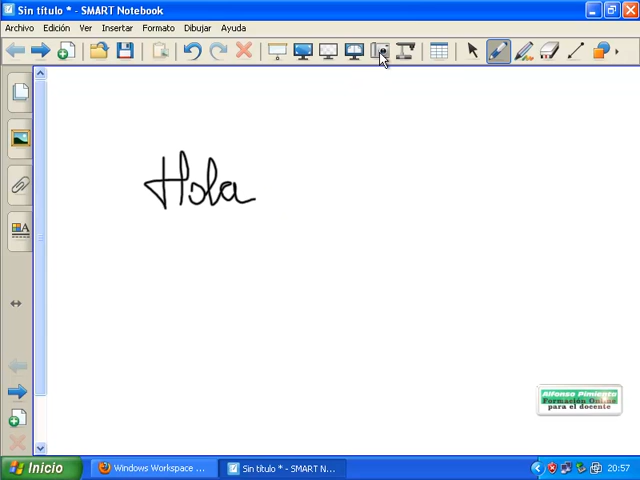 Sin título * - SMART Notebook
Archivo Edición Ver Insertar Formato Dibujar Ayuda
Hola
Alfonso Pimiento
Formación Online
para el docente
Inicio Windows Workspace ... Sin título * - SMART N... 20:57